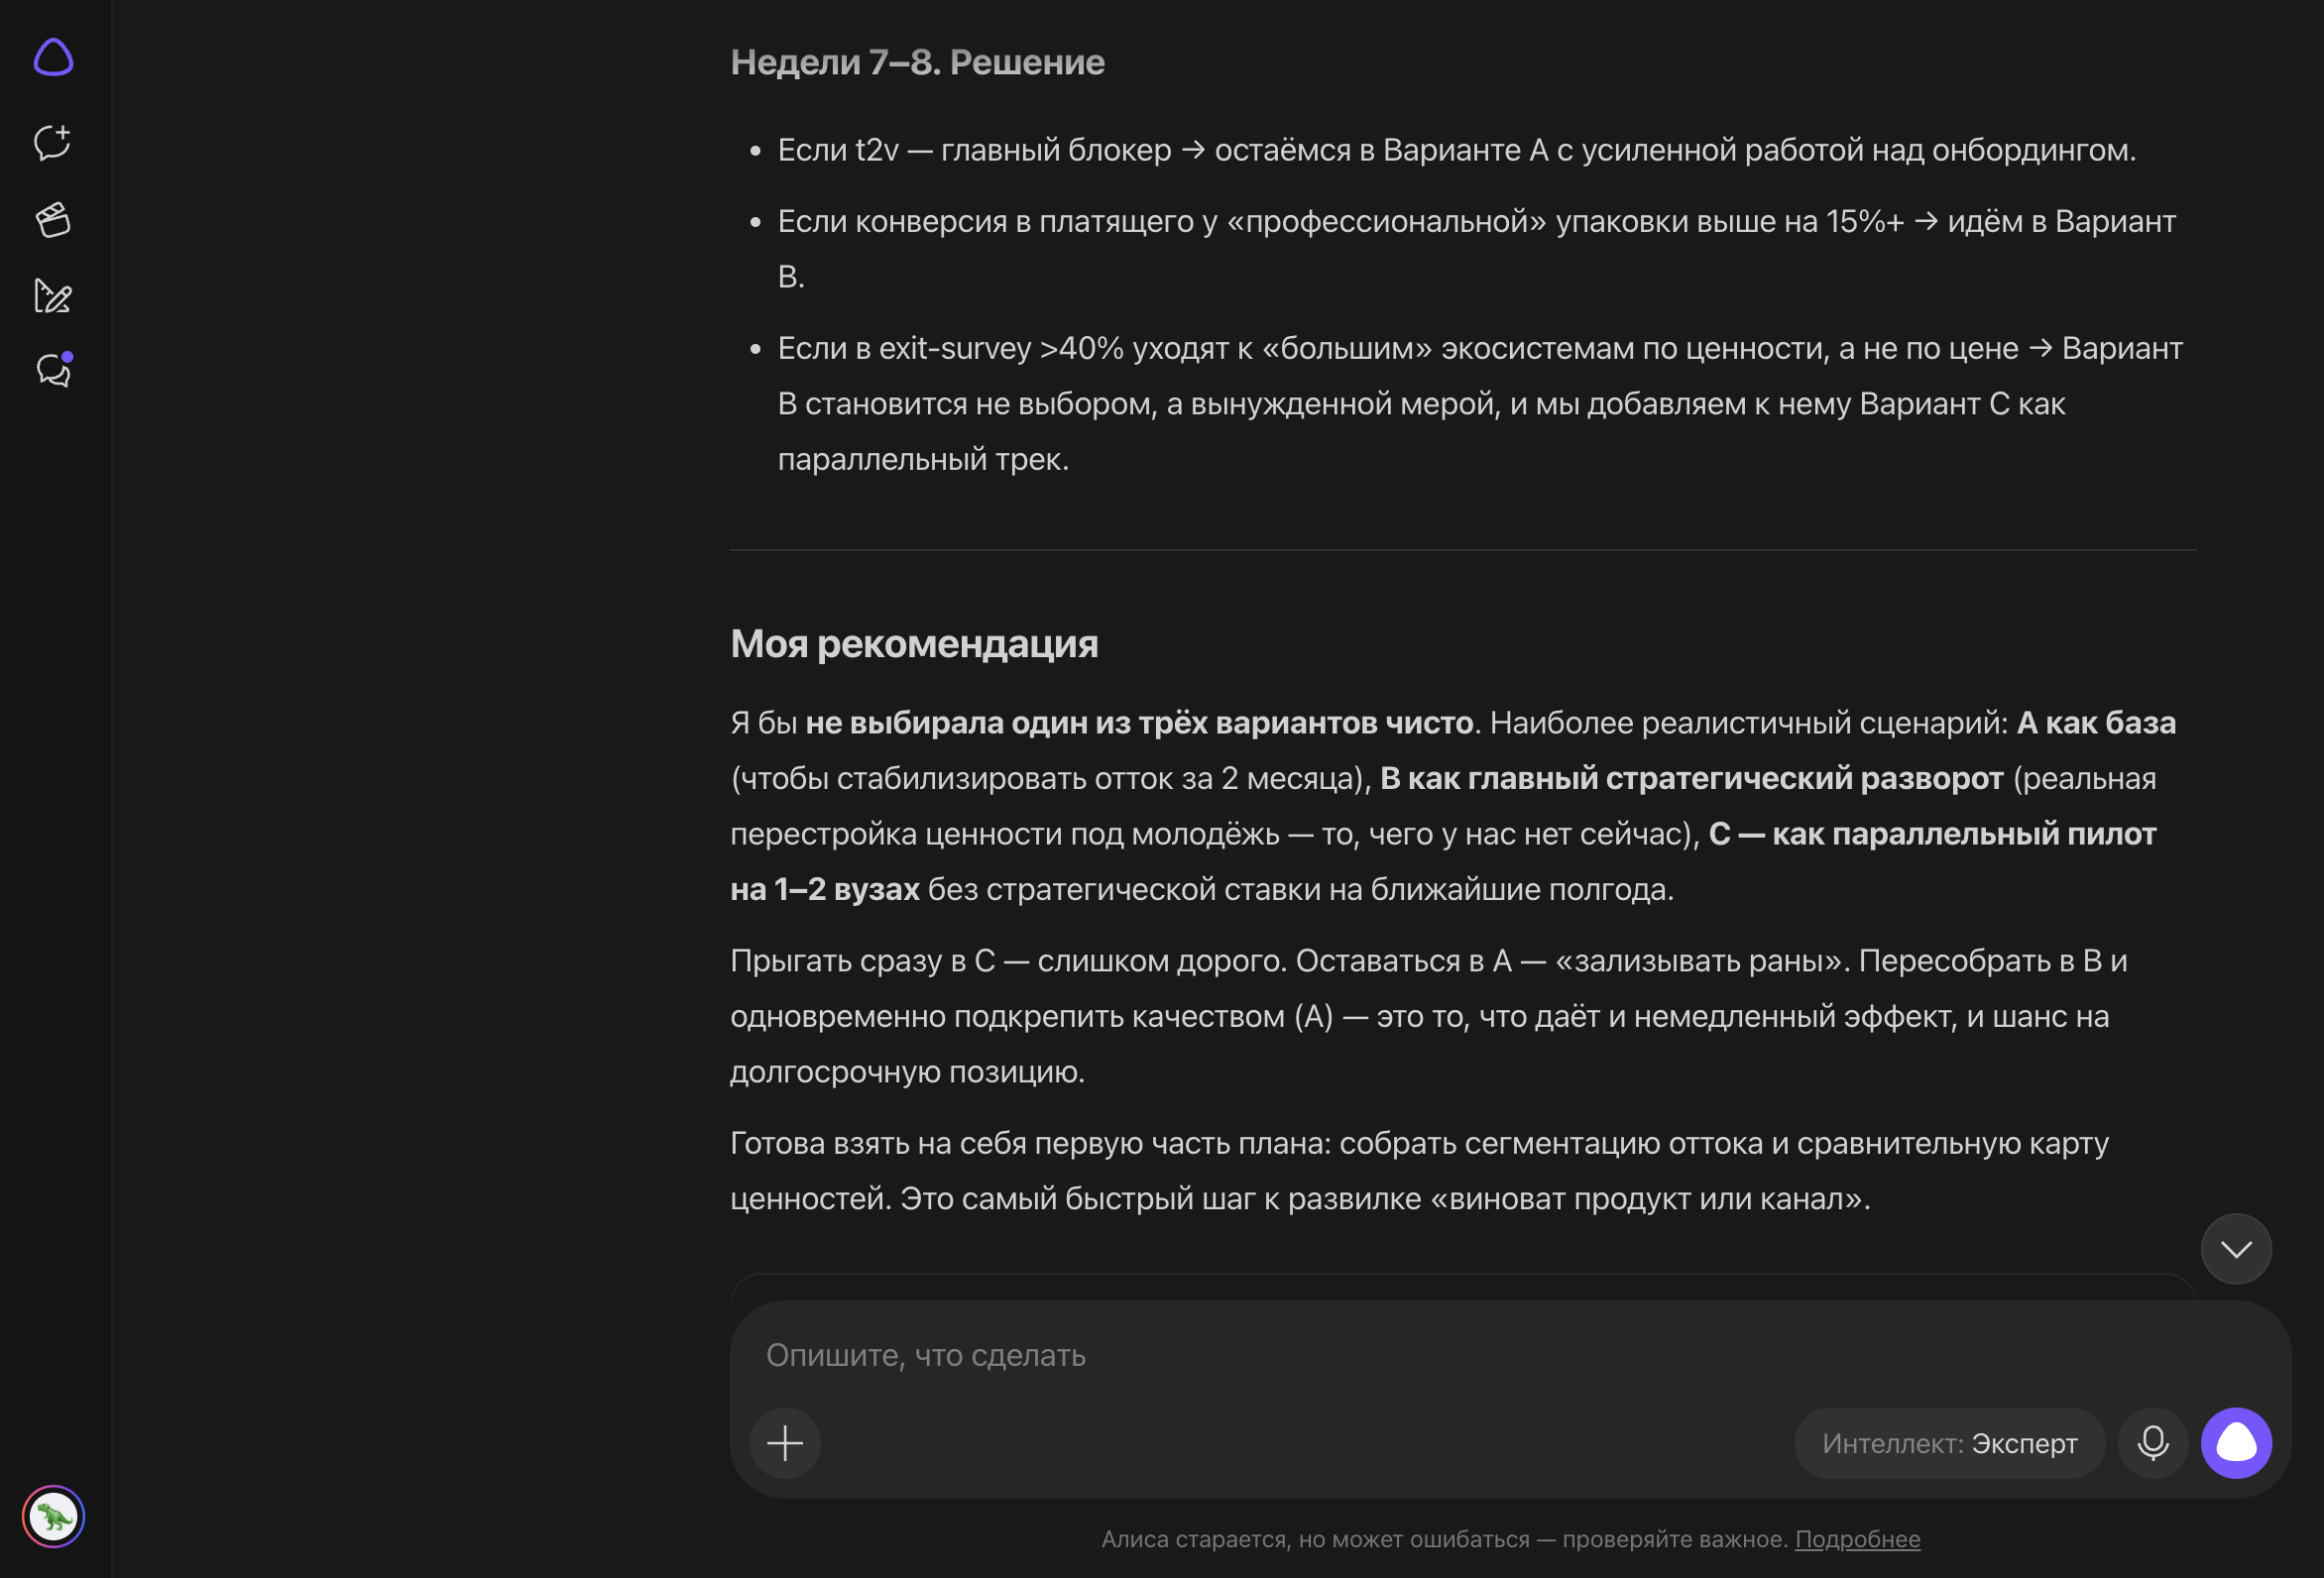 Недели 7–8. Решение
• Если t2v — главный блокер → остаёмся в Варианте А с усиленной работой над онбордингом.
• Если конверсия в платящего у «профессиональной» упаковки выше на 15%+ → идём в Вариант
В.
• Если в exit-survey >40% уходят к «большим» экосистемам по ценности, а не по цене → Вариант
В становится не выбором, а вынужденной мерой, и мы добавляем к нему Вариант С как
параллельный трек.
Моя рекомендация
Я бы не выбирала один из трёх вариантов чисто. Наиболее реалистичный сценарий: А как база
(чтобы стабилизировать отток за 2 месяца), В как главный стратегический разворот (реальная
перестройка ценности под молодёжь — то, чего у нас нет сейчас), С — как параллельный пилот
на 1–2 вузах без стратегической ставки на ближайшие полгода.
Прыгать сразу в С — слишком дорого. Оставаться в А — «зализывать раны». Пересобрать в В и
одновременно подкрепить качеством (А) — это то, что даёт и немедленный эффект, и шанс на
долгосрочную позицию.
Готова взять на себя первую часть плана: собрать сегментацию оттока и сравнительную карту
ценностей. Это самый быстрый шаг к развилке «виноват продукт или канал».
Опишите, что сделать
Интеллект: Эксперт
Алиса старается, но может ошибаться — проверяйте важное. Подробнее